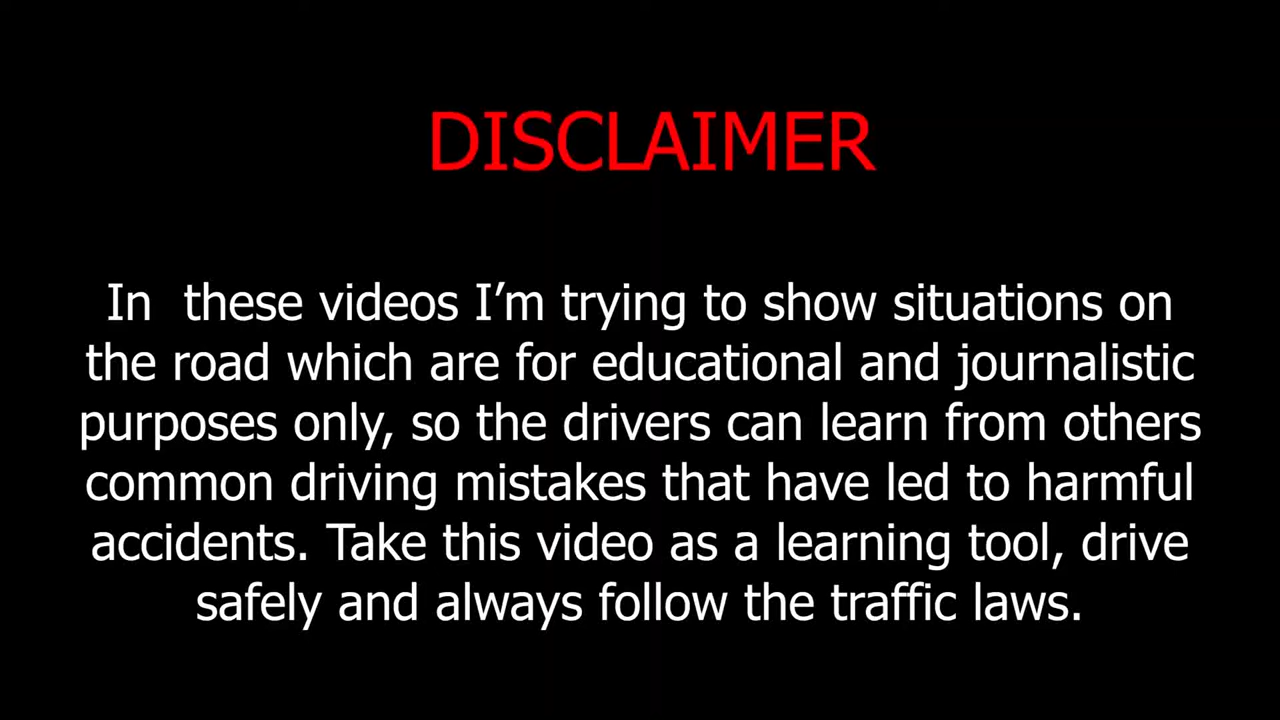 DISCLAIMER
In  these videos I’m trying to show situations on
the road which are for educational and journalistic
purposes only, so the drivers can learn from others
common driving mistakes that have led to harmful
accidents. Take this video as a learning tool, drive
safely and always follow the traffic laws.